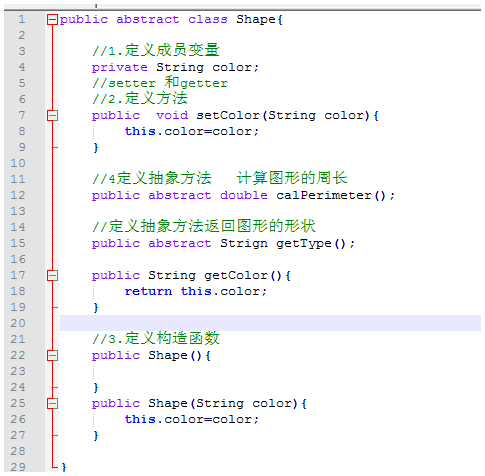 1 public abstract class Shape{
2
3 //1.定义成员变量
4 private String color;
5 //setter 和getter
6 //2.定义方法
7 public  void setColor(String color){
8 this.color=color;
9 }
10
11 //4定义抽象方法   计算图形的周长
12 public abstract double calPerimeter();
13
14 //定义抽象方法返回图形的形状
15 public abstract Strign getType();
16
17 public String getColor(){
18 return this.color;
19 }
20
21 //3.定义构造函数
22 public Shape(){
23
24 }
25 public Shape(String color){
26 this.color=color;
27 }
28
29 }